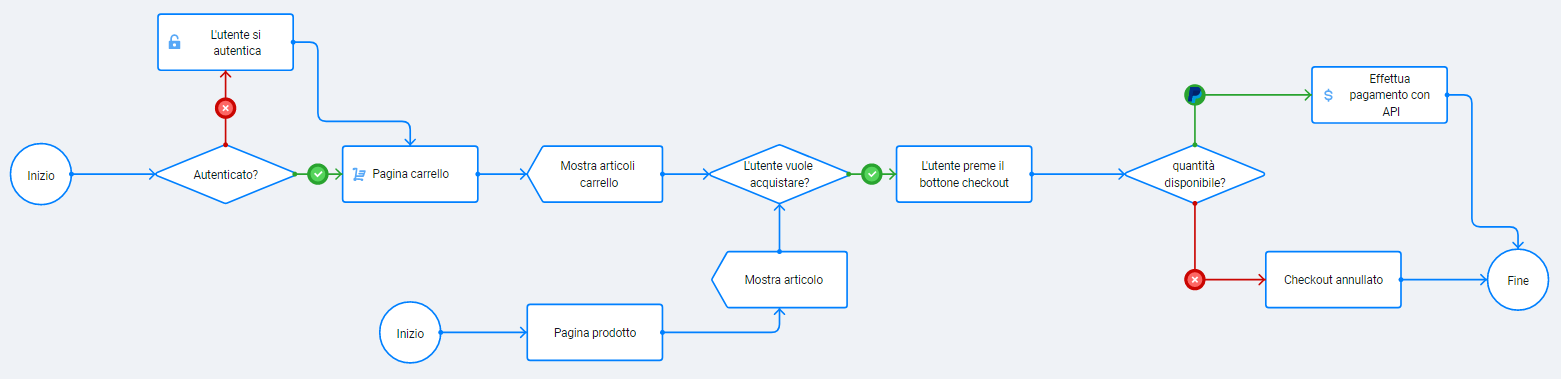 L'utente si
autentica
Inizio
Autenticato?
Pagina carrello
Mostra articoli
carrello
L'utente vuole
acquistare?
L'utente preme il
bottone checkout
quantità
disponibile?
Effettua
pagamento con
API
Mostra articolo
Checkout annullato
Fine
Inizio
Pagina prodotto